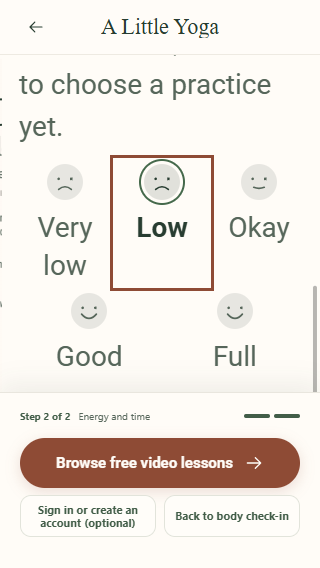 A Little Yoga
to choose a practice
yet.
Very
low
Low
Okay
Good
Full
Step 2 of 2 Energy and time
Browse free video lessons
Sign in or create an
account (optional)
Back to body check-in